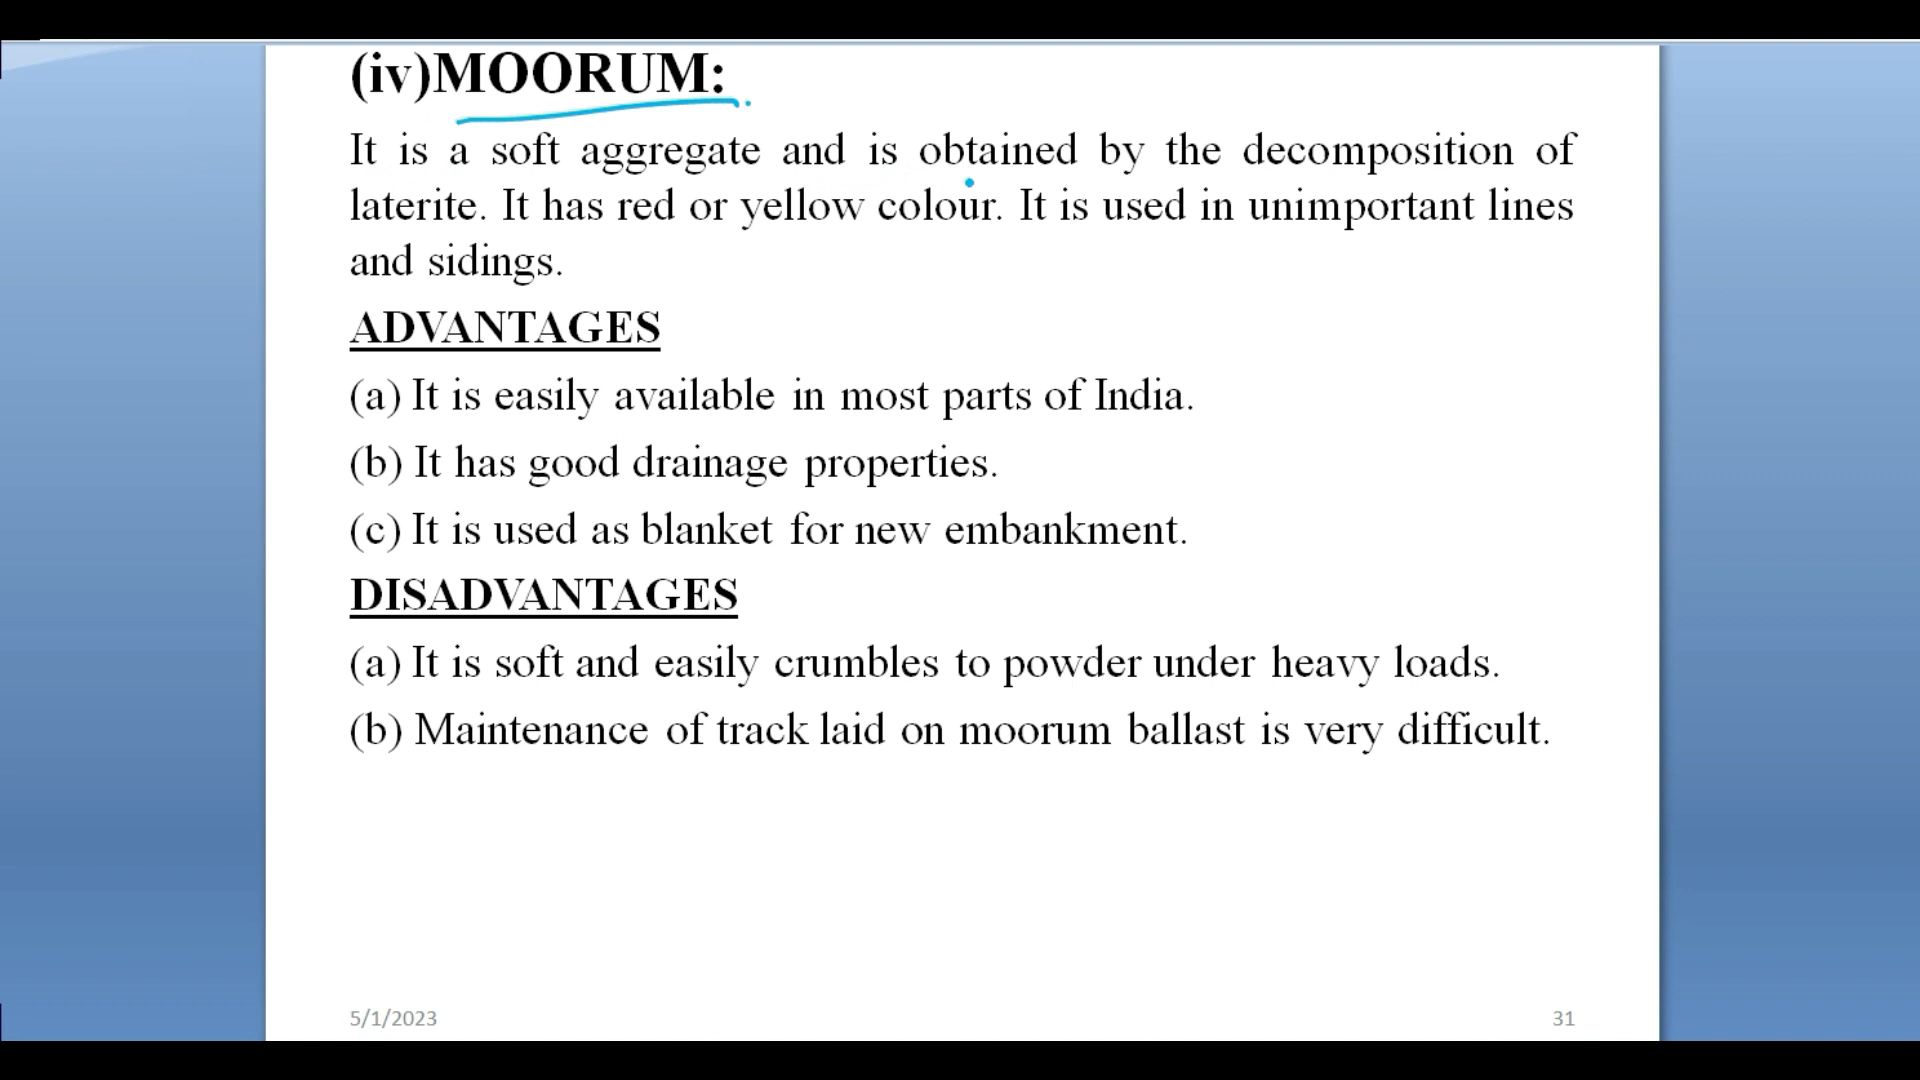 (iv)MOORUM:
It is a soft aggregate and is obtained by the decomposition of
laterite. It has red or yellow colour. It is used in unimportant lines
and sidings.
ADVANTAGES
(a) It is easily available in most parts of India.
(b) It has good drainage properties.
(c) It is used as blanket for new embankment.
DISADVANTAGES
(a) It is soft and easily crumbles to powder under heavy loads.
(b) Maintenance of track laid on moorum ballast is very difficult.
5/1/2023
31